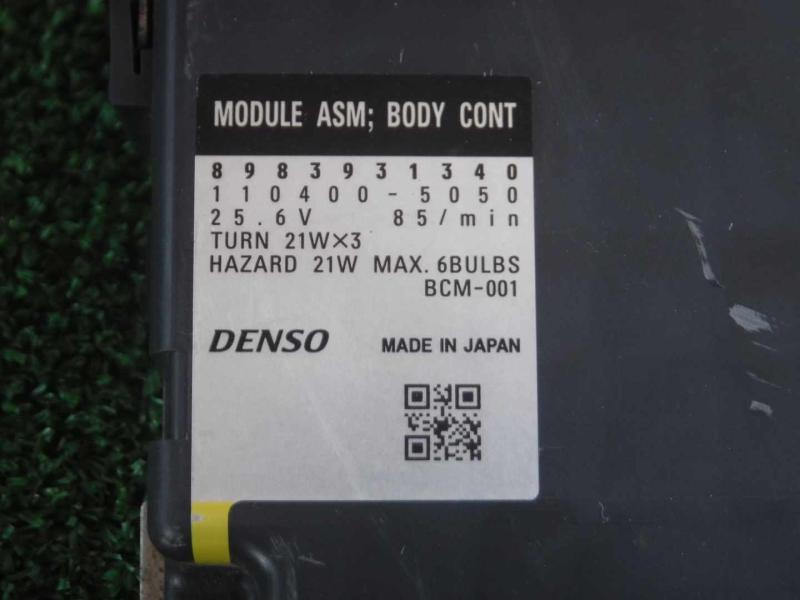 MODULE ASM; BODY CONT
8983931340
110400-5050
25.6V 85/min
TURN 21W×3
HAZARD 21W MAX. 6BULBS
BCM-001
DENSO MADE IN JAPAN